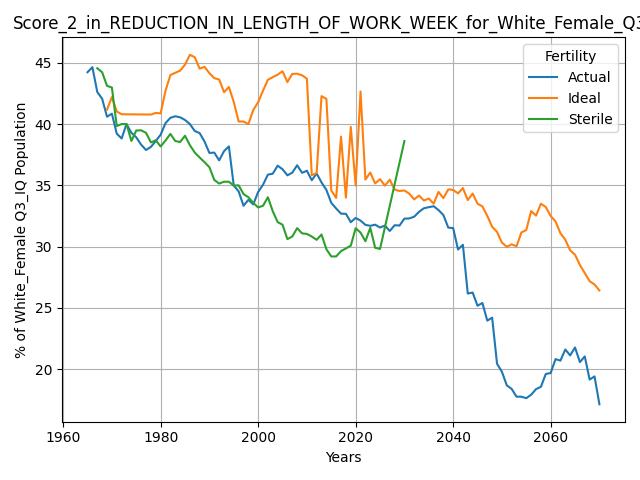 Score_2_in_REDUCTION_IN_LENGTH_OF_WORK_WEEK_for_White_Female_Q3
Fertility
Actual
Ideal
Sterile
% of White_Female Q3_IQ Population
45
40
35
30
25
20
1960 1980 2000 2020 2040 2060
Years